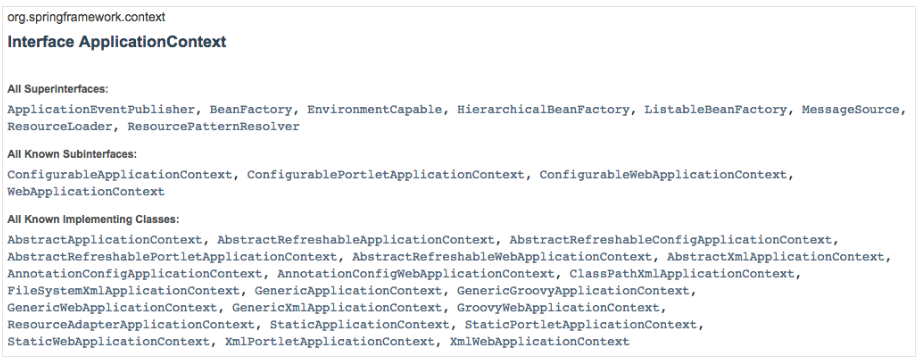 org.springframework.context
Interface ApplicationContext
All Superinterfaces:
ApplicationEventPublisher, BeanFactory, EnvironmentCapable, HierarchicalBeanFactory, ListableBeanFactory, MessageSource,
ResourceLoader, ResourcePatternResolver
All Known Subinterfaces:
ConfigurableApplicationContext, ConfigurablePortletApplicationContext, ConfigurableWebApplicationContext,
WebApplicationContext
All Known Implementing Classes:
AbstractApplicationContext, AbstractRefreshableApplicationContext, AbstractRefreshableConfigApplicationContext,
AbstractRefreshablePortletApplicationContext, AbstractRefreshableWebApplicationContext, AbstractXmlApplicationContext,
AnnotationConfigApplicationContext, AnnotationConfigWebApplicationContext, ClassPathXmlApplicationContext,
FileSystemXmlApplicationContext, GenericApplicationContext, GenericGroovyApplicationContext,
GenericWebApplicationContext, GenericXmlApplicationContext, GroovyWebApplicationContext,
ResourceAdapterApplicationContext, StaticApplicationContext, StaticPortletApplicationContext,
StaticWebApplicationContext, XmlPortletApplicationContext, XmlWebApplicationContext